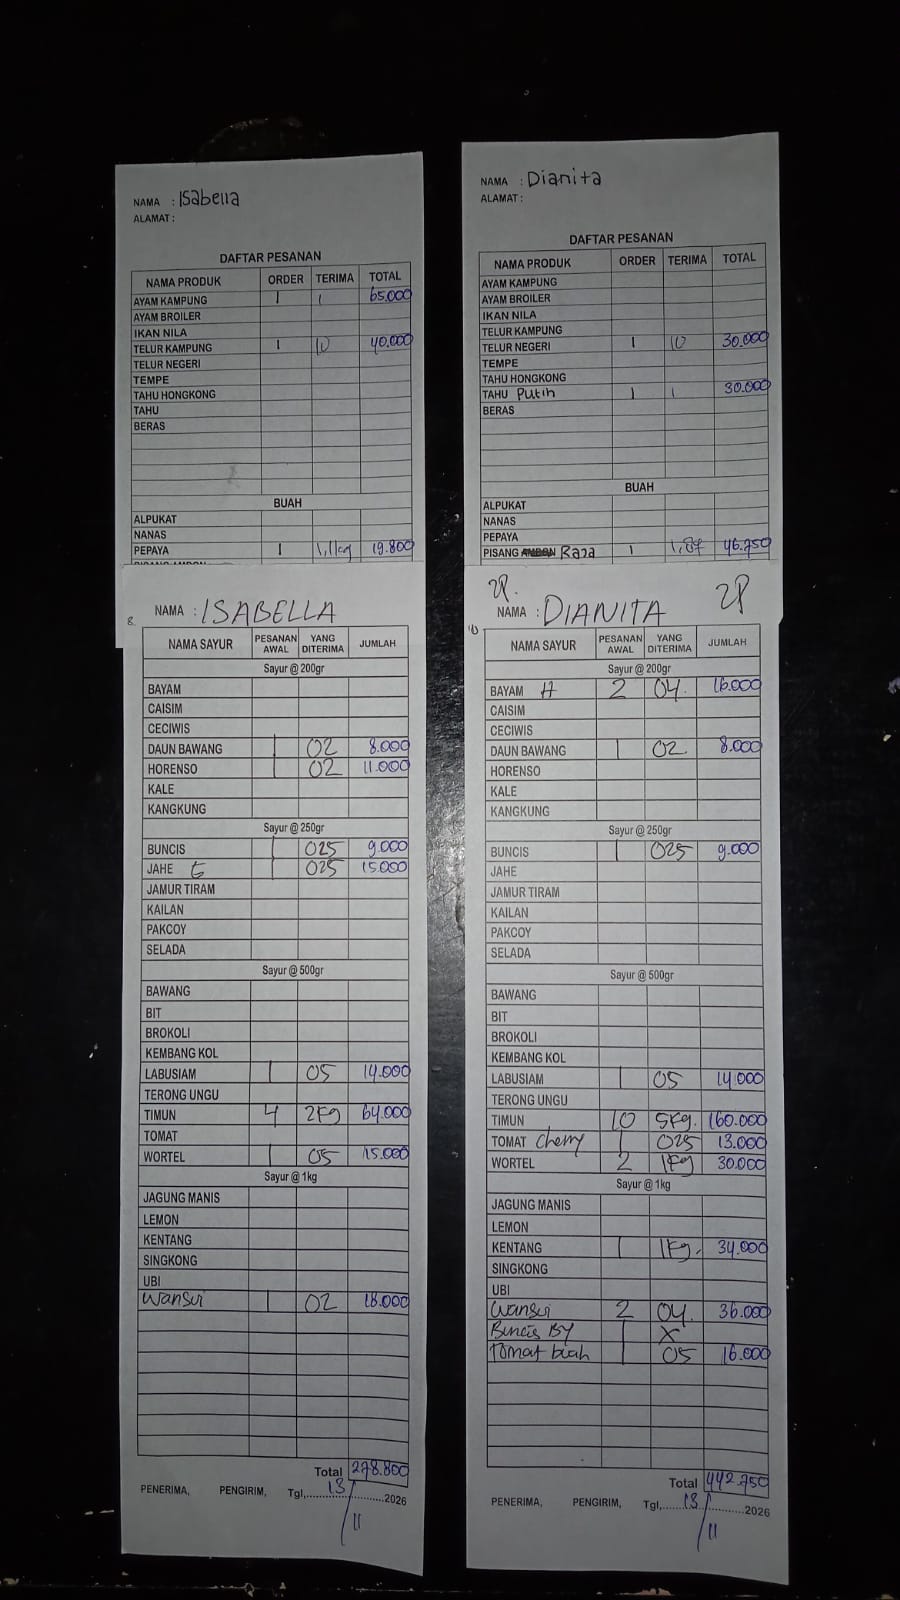 NAMA : Isabella
ALAMAT :
DAFTAR PESANAN
NAMA PRODUK ORDER TERIMA TOTAL
AYAM KAMPUNG 1 1 65.000
AYAM BROILER
IKAN NILA
TELUR KAMPUNG 1 10 40.000
TELUR NEGERI
TEMPE
TAHU HONGKONG
TAHU
BERAS
BUAH
ALPUKAT
NANAS
PEPAYA 1 1,1kg 19.800
8. NAMA : ISABELLA
NAMA SAYUR PESANAN AWAL YANG DITERIMA JUMLAH
Sayur @ 200gr
BAYAM
CAISIM
CECIWIS
DAUN BAWANG 1 02 8.000
HORENSO 1 02 11.000
KALE
KANGKUNG
Sayur @ 250gr
BUNCIS 1 025 9.000
JAHE E 1 025 15.000
JAMUR TIRAM
KAILAN
PAKCOY
SELADA
Sayur @ 500gr
BAWANG
BIT
BROKOLI
KEMBANG KOL
LABUSIAM 1 05 14.000
TERONG UNGU
TIMUN 4 2Kg 64.000
TOMAT
WORTEL 1 05 15.000
Sayur @ 1kg
JAGUNG MANIS
LEMON
KENTANG
SINGKONG
UBI
Wansui 1 02 18.000
Total 278.800
PENERIMA, PENGIRIM, Tgl,....13/11....2026
NAMA : Dianita
ALAMAT :
DAFTAR PESANAN
NAMA PRODUK ORDER TERIMA TOTAL
AYAM KAMPUNG
AYAM BROILER
IKAN NILA
TELUR KAMPUNG
TELUR NEGERI 1 10 30.000
TEMPE
TAHU HONGKONG
TAHU Putih 1 1 30.000
BERAS
BUAH
ALPUKAT
NANAS
PEPAYA
PISANG Raja 1 1,87 46.750
2P. 2P
10 NAMA : DIANITA
NAMA SAYUR PESANAN AWAL YANG DITERIMA JUMLAH
Sayur @ 200gr
BAYAM H 2 04. 16.000
CAISIM
CECIWIS
DAUN BAWANG 1 02 8.000
HORENSO
KALE
KANGKUNG
Sayur @ 250gr
BUNCIS 1 025 9.000
JAHE
JAMUR TIRAM
KAILAN
PAKCOY
SELADA
Sayur @ 500gr
BAWANG
BIT
BROKOLI
KEMBANG KOL
LABUSIAM 1 05 14.000
TERONG UNGU
TIMUN 10 5Kg. 160.000
TOMAT Cherry 1 025 13.000
WORTEL 2 1Kg 30.000
Sayur @ 1kg
JAGUNG MANIS
LEMON
KENTANG 1 1Kg. 34.000
SINGKONG
UBI
Wansui 2 04. 36.000
Buncis BY 1 X
Tomat buah 1 05 16.000
Total 442.750
PENERIMA, PENGIRIM, Tgl,....13/11....2026